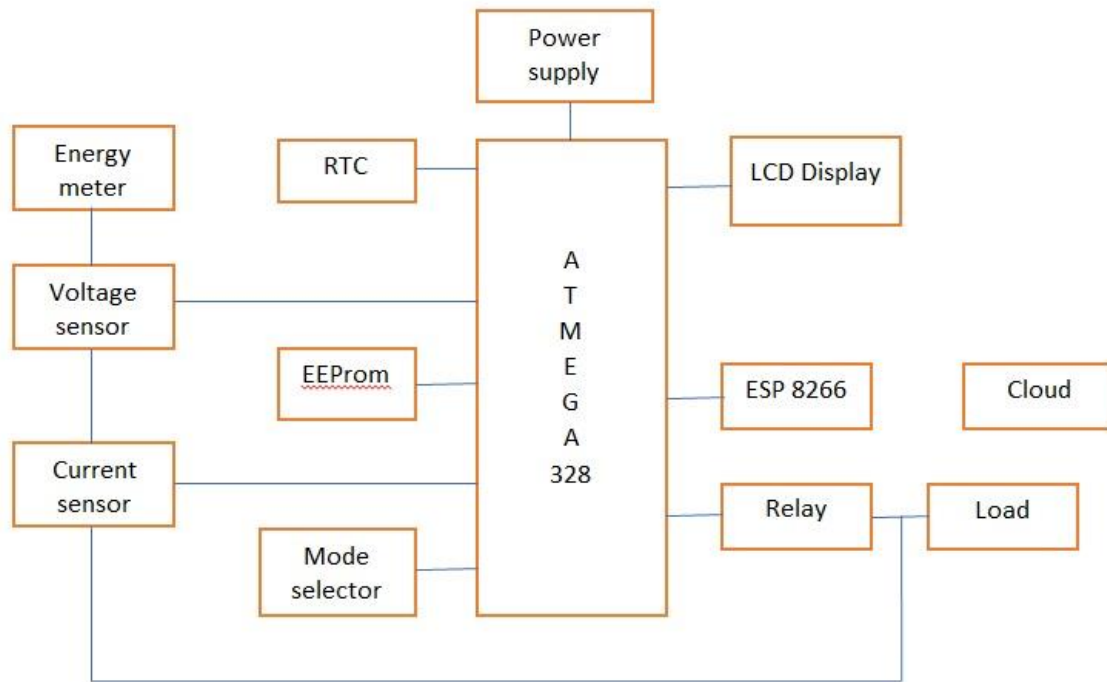 Power
supply
Energy
meter
RTC
LCD Display
A
T
M
E
G
A
328
Voltage
sensor
EEProm
ESP 8266
Cloud
Current
sensor
Relay
Load
Mode
selector